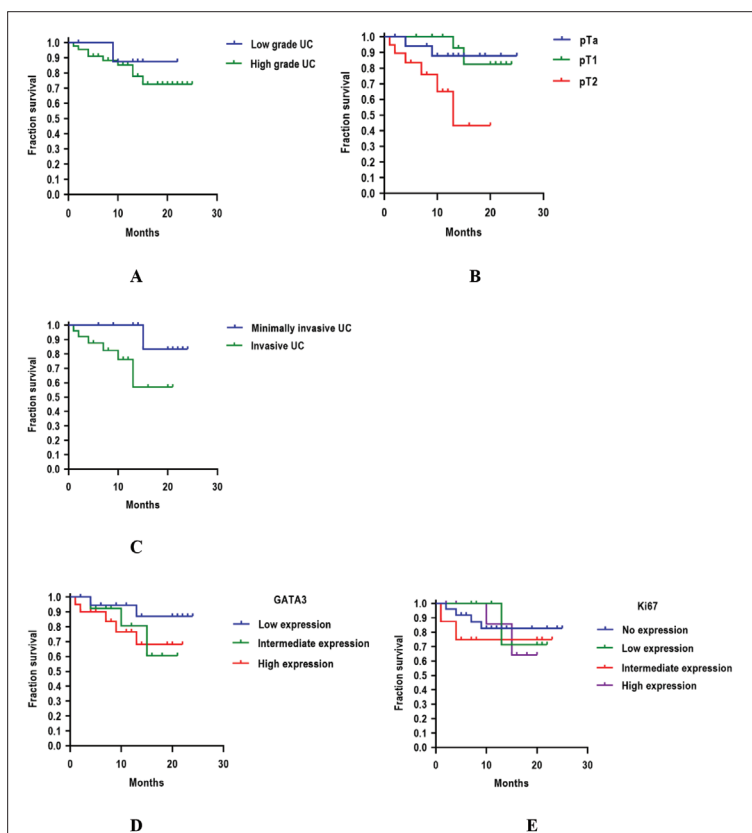 Fraction survival
1.0
0.9
0.8
0.7
0.6
0.5
0.4
0.3
0.2
0.1
0.0
0 10 20 30
Months
Low grade UC
High grade UC
A
Fraction survival
1.0
0.9
0.8
0.7
0.6
0.5
0.4
0.3
0.2
0.1
0.0
0 10 20 30
Months
pTa
pT1
pT2
B
Fraction survival
1.0
0.9
0.8
0.7
0.6
0.5
0.4
0.3
0.2
0.1
0.0
0 10 20 30
Months
Minimally invasive UC
Invasive UC
C
Fraction survival
1.0
0.9
0.8
0.7
0.6
0.5
0.4
0.3
0.2
0.1
0.0
0 10 20 30
Months
GATA3
Low expression
Intermediate expression
High expression
D
Fraction survival
1.0
0.9
0.8
0.7
0.6
0.5
0.4
0.3
0.2
0.1
0.0
0 10 20 30
Months
Ki67
No expression
Low expression
Intermediate expression
High expression
E